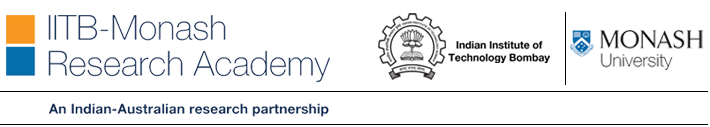 IITB-Monash
Research Academy
Indian Institute of
Technology Bombay
MONASH
University
An Indian-Australian research partnership